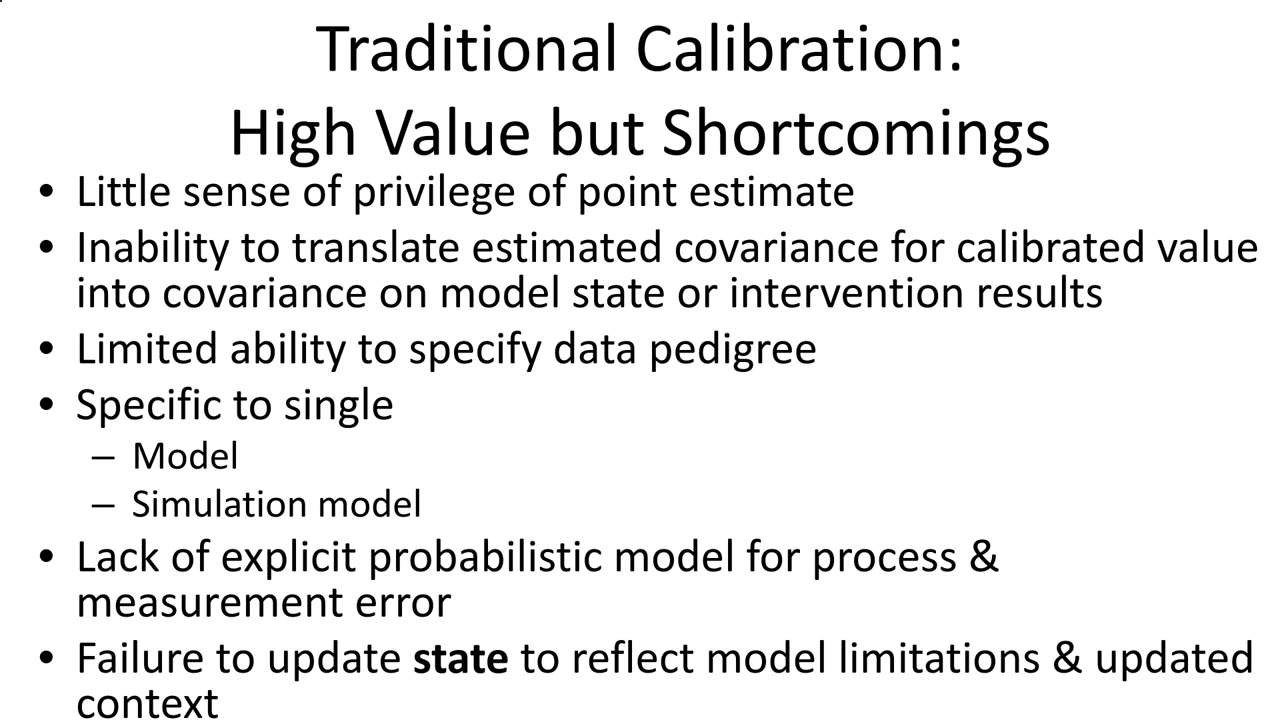 Traditional Calibration:
High Value but Shortcomings
• Little sense of privilege of point estimate
• Inability to translate estimated covariance for calibrated value
into covariance on model state or intervention results
• Limited ability to specify data pedigree
• Specific to single
– Model
– Simulation model
• Lack of explicit probabilistic model for process &
measurement error
• Failure to update state to reflect model limitations & updated
context